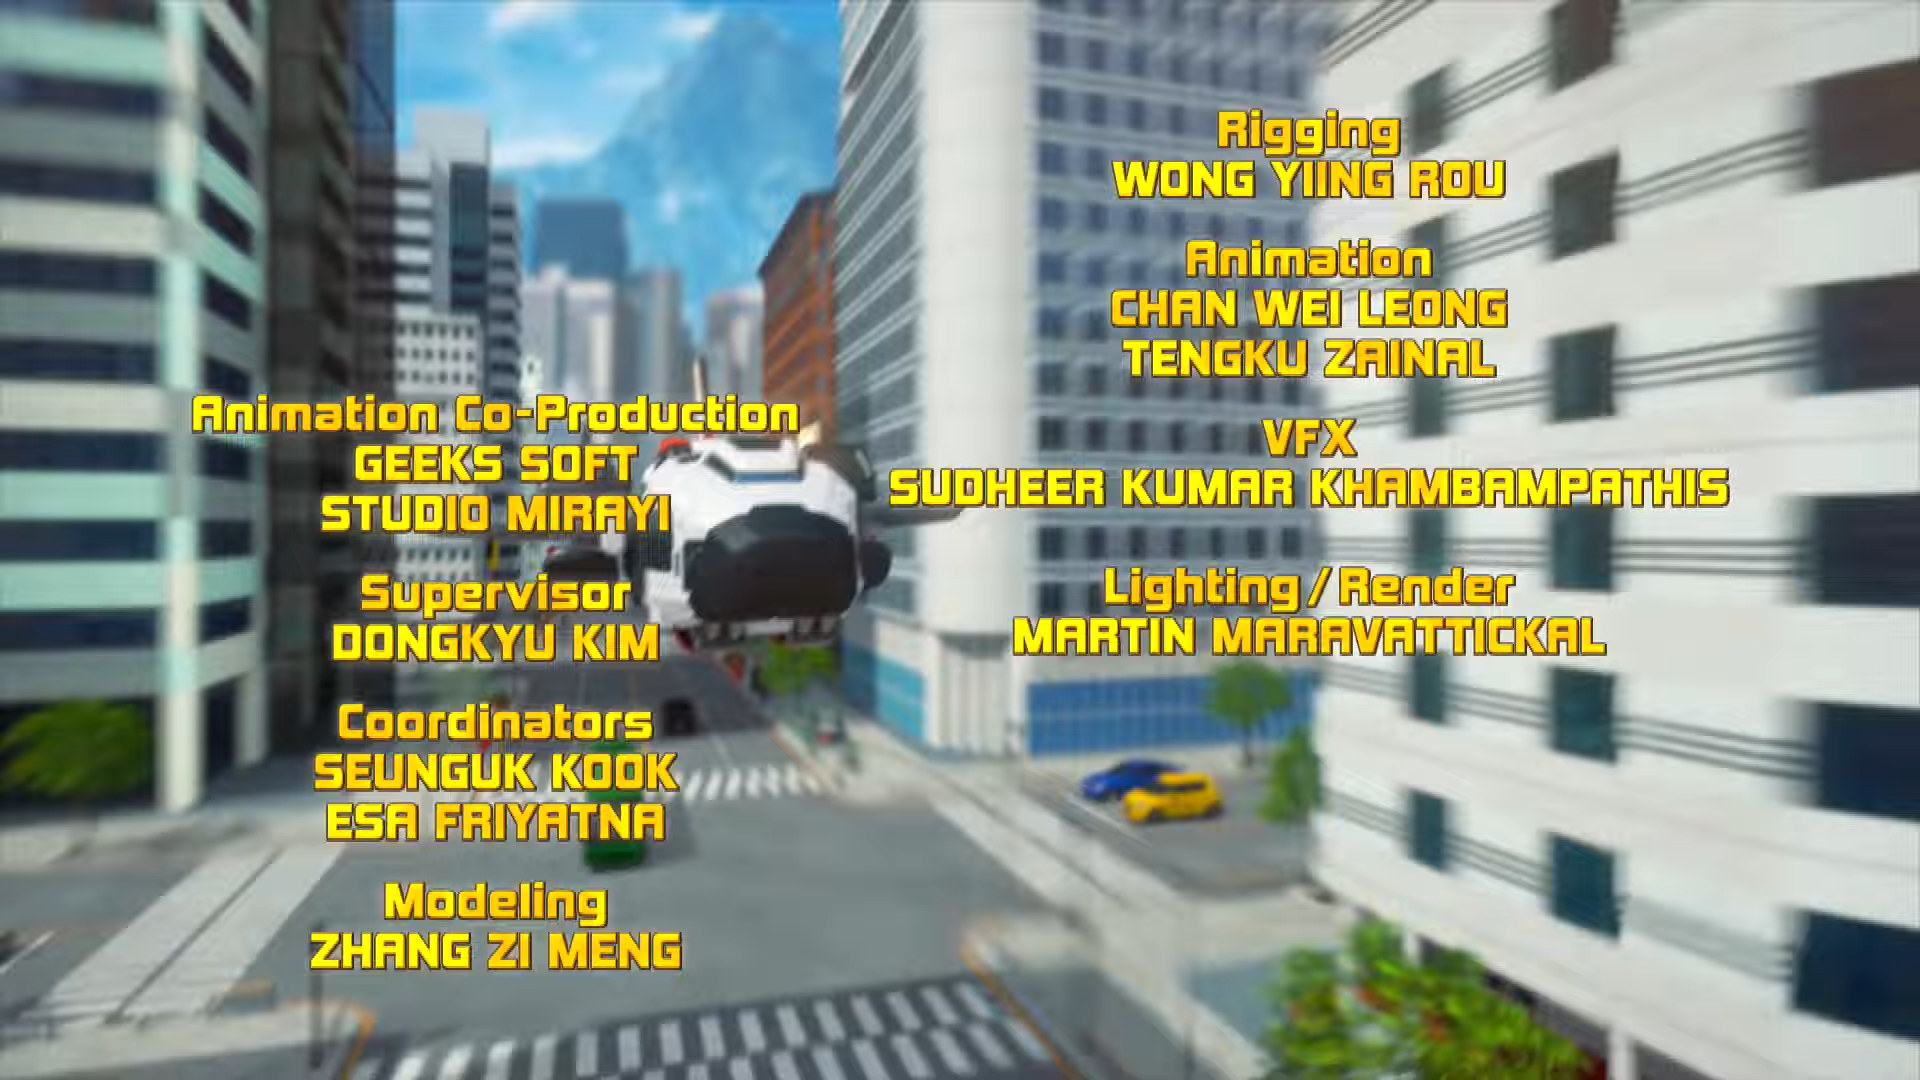 Animation Co-Production
GEEKS SOFT
STUDIO MIRAYI
Supervisor
DONGKYU KIM
Coordinators
SEUNGUK KOOK
ESA FRIYATNA
Modeling
ZHANG ZI MENG
Rigging
WONG YIING ROU
Animation
CHAN WEI LEONG
TENGKU ZAINAL
VFX
SUDHEER KUMAR KHAMBAMPATHIS
Lighting/Render
MARTIN MARAVATTICKAL